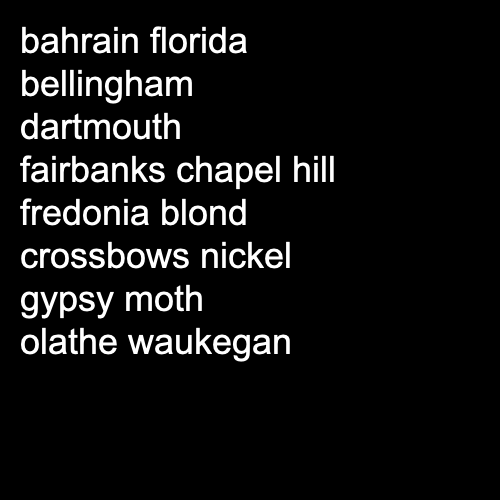 bahrain florida
bellingham
dartmouth
fairbanks chapel hill
fredonia blond
crossbows nickel
gypsy moth
olathe waukegan